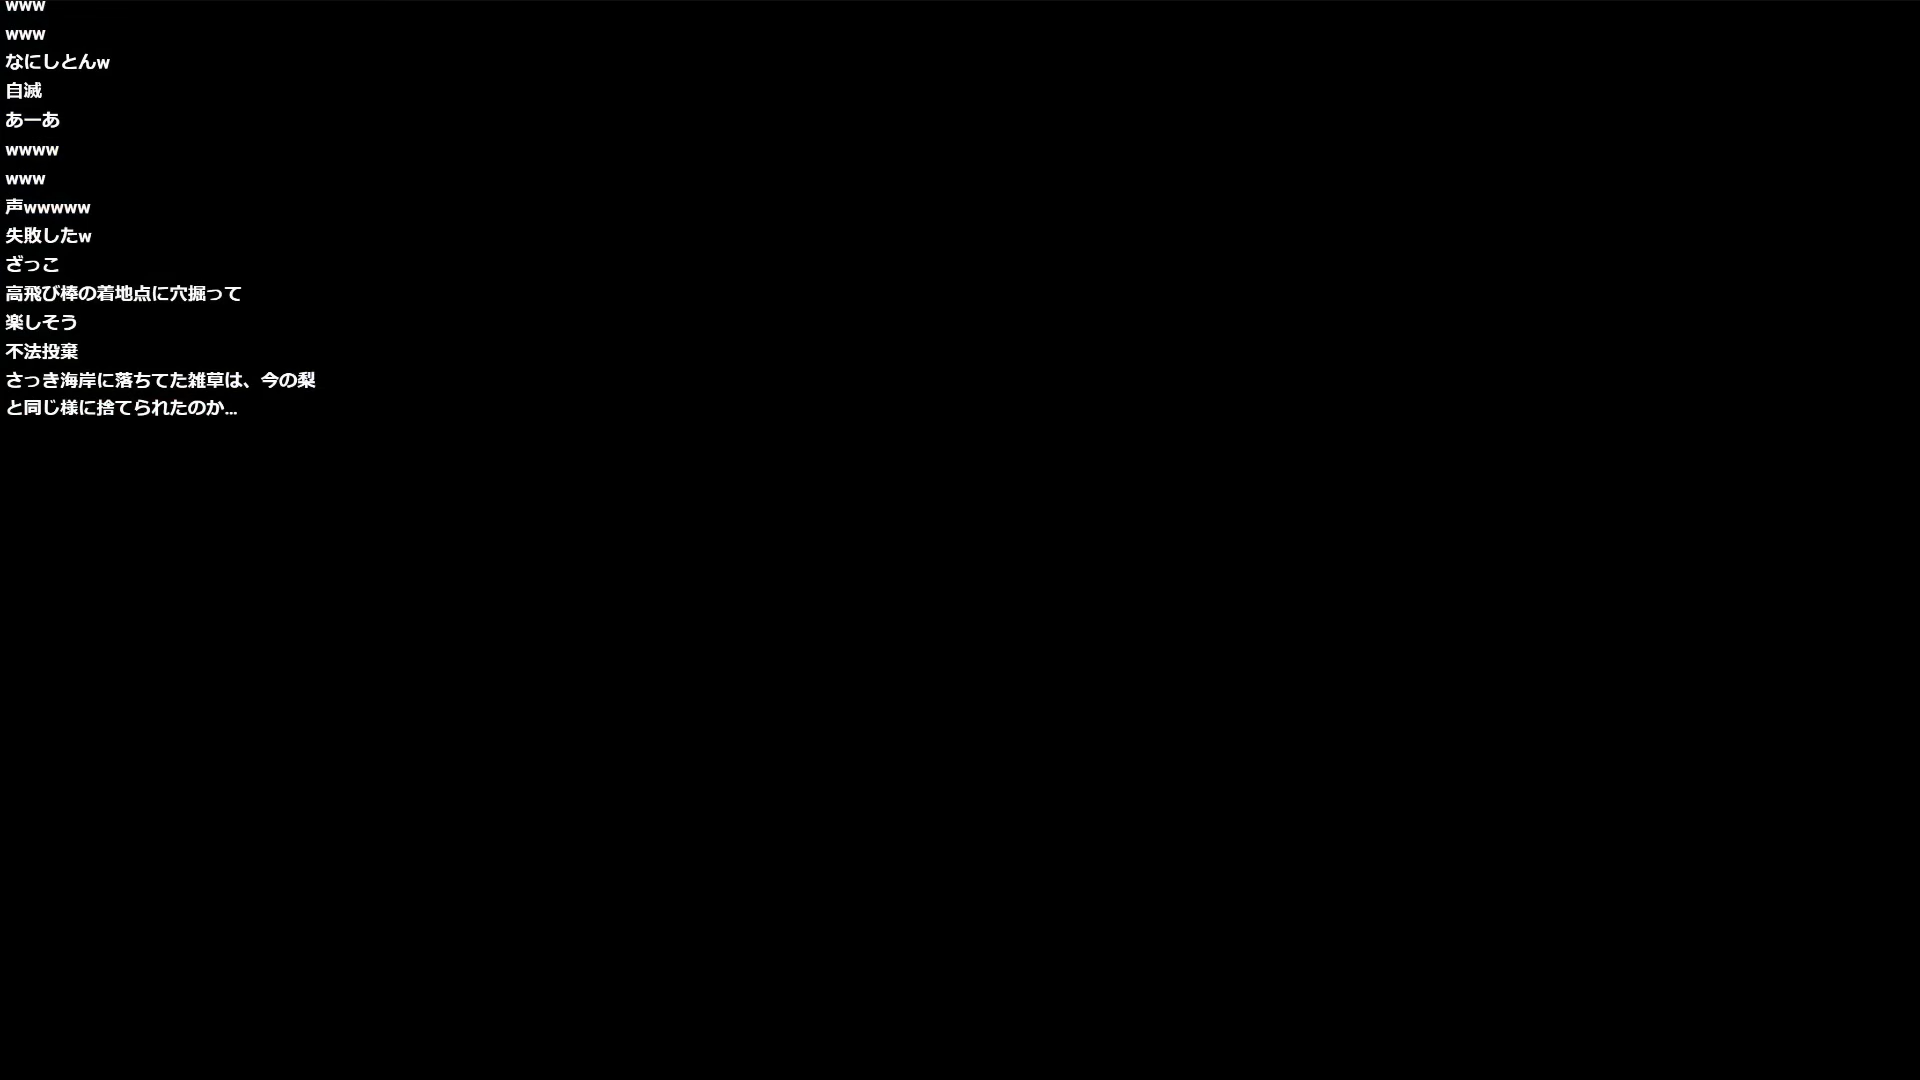 www
www
なにしとんw
自滅
あーあ
wwww
www
声wwwww
失敗したw
ざっこ
高飛び棒の着地点に穴掘って
楽しそう
不法投棄
さっき海岸に落ちてた雑草は、今の梨
と同じ様に捨てられたのか...